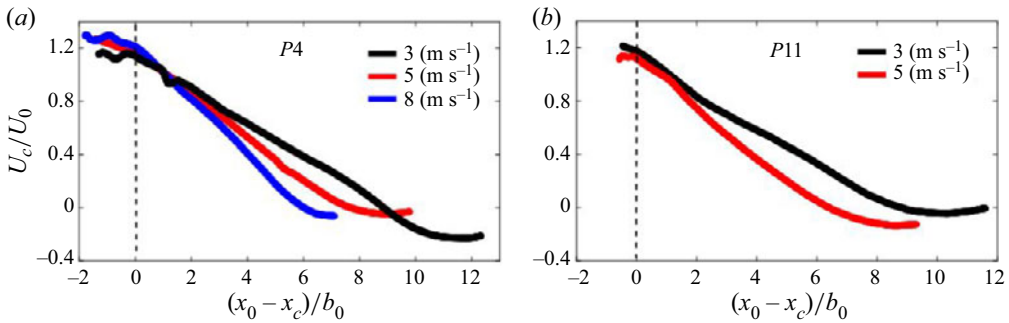 (a)
P4
3 (m s⁻¹)
5 (m s⁻¹)
8 (m s⁻¹)
U_c/U_0
1.2
0.8
0.4
0
−0.4
−2 0 2 4 6 8 10 12
(x_0 − x_c)/b_0
(b)
P11
3 (m s⁻¹)
5 (m s⁻¹)
1.2
0.8
0.4
0
−0.4
−2 0 2 4 6 8 10 12
(x_0 − x_c)/b_0